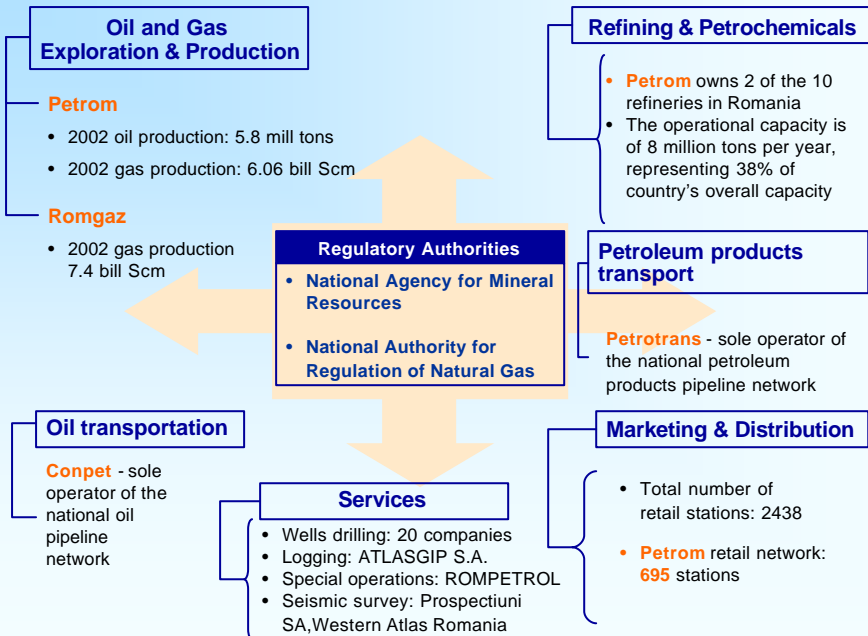 Oil and Gas
Exploration & Production
Petrom
• 2002 oil production: 5.8 mill tons
• 2002 gas production: 6.06 bill Scm
Romgaz
• 2002 gas production
7.4 bill Scm
Refining & Petrochemicals
• Petrom owns 2 of the 10
refineries in Romania
• The operational capacity is
of 8 million tons per year,
representing 38% of
country's overall capacity
Regulatory Authorities
• National Agency for Mineral
Resources
• National Authority for
Regulation of Natural Gas
Petroleum products
transport
Petrotrans - sole operator of
the national petroleum
products pipeline network
Oil transportation
Conpet - sole
operator of the
national oil
pipeline
network
Services
• Wells drilling: 20 companies
• Logging: ATLASGIP S.A.
• Special operations: ROMPETROL
• Seismic survey: Prospectiuni
SA,Western Atlas Romania
Marketing & Distribution
• Total number of
retail stations: 2438
• Petrom retail network:
695 stations